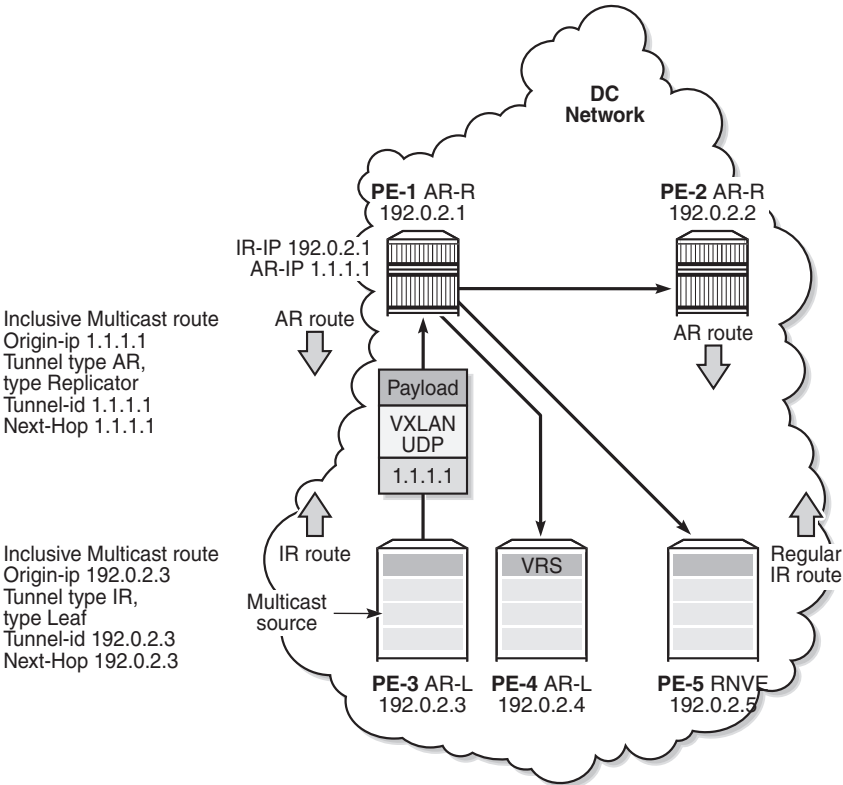 DC
Network
PE-1 AR-R
192.0.2.1
PE-2 AR-R
192.0.2.2
IR-IP 192.0.2.1
AR-IP 1.1.1.1
Inclusive Multicast route
Origin-ip 1.1.1.1
Tunnel type AR,
type Replicator
Tunnel-id 1.1.1.1
Next-Hop 1.1.1.1
AR route
AR route
Payload
VXLAN
UDP
1.1.1.1
Inclusive Multicast route
Origin-ip 192.0.2.3
Tunnel type IR,
type Leaf
Tunnel-id 192.0.2.3
Next-Hop 192.0.2.3
IR route
Multicast
source
VRS
Regular
IR route
PE-3 AR-L
192.0.2.3
PE-4 AR-L
192.0.2.4
PE-5 RNVE
192.0.2.5